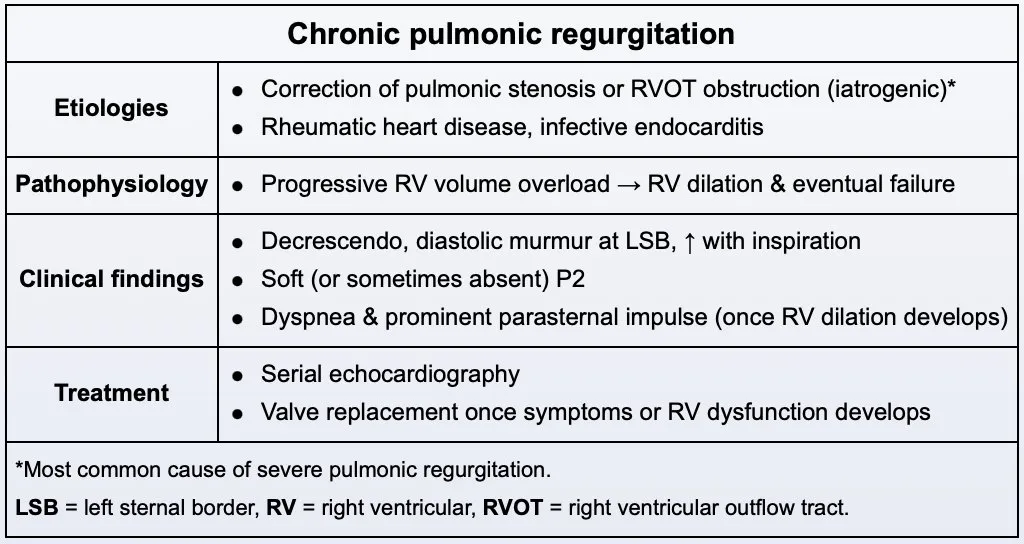 Chronic pulmonic regurgitation
Etiologies
● Correction of pulmonic stenosis or RVOT obstruction (iatrogenic)*
● Rheumatic heart disease, infective endocarditis
Pathophysiology
● Progressive RV volume overload → RV dilation & eventual failure
Clinical findings
● Decrescendo, diastolic murmur at LSB, ↑ with inspiration
● Soft (or sometimes absent) P2
● Dyspnea & prominent parasternal impulse (once RV dilation develops)
Treatment
● Serial echocardiography
● Valve replacement once symptoms or RV dysfunction develops
*Most common cause of severe pulmonic regurgitation.
LSB = left sternal border, RV = right ventricular, RVOT = right ventricular outflow tract.